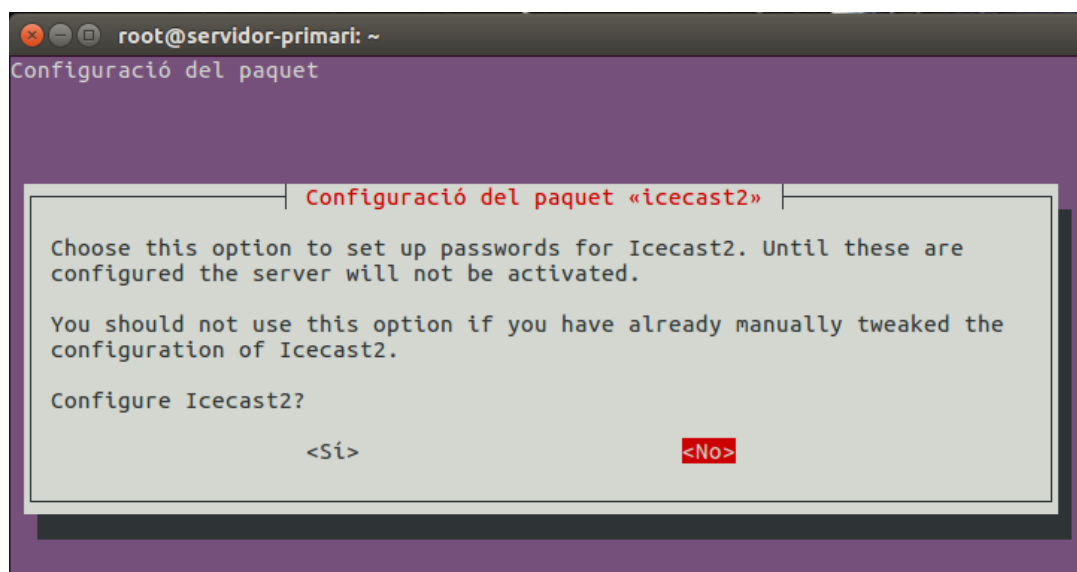 root@servidor-primari: ~
Configuració del paquet
Configuració del paquet «icecast2»
Choose this option to set up passwords for Icecast2. Until these are
configured the server will not be activated.
You should not use this option if you have already manually tweaked the
configuration of Icecast2.
Configure Icecast2?
<Sí> <No>